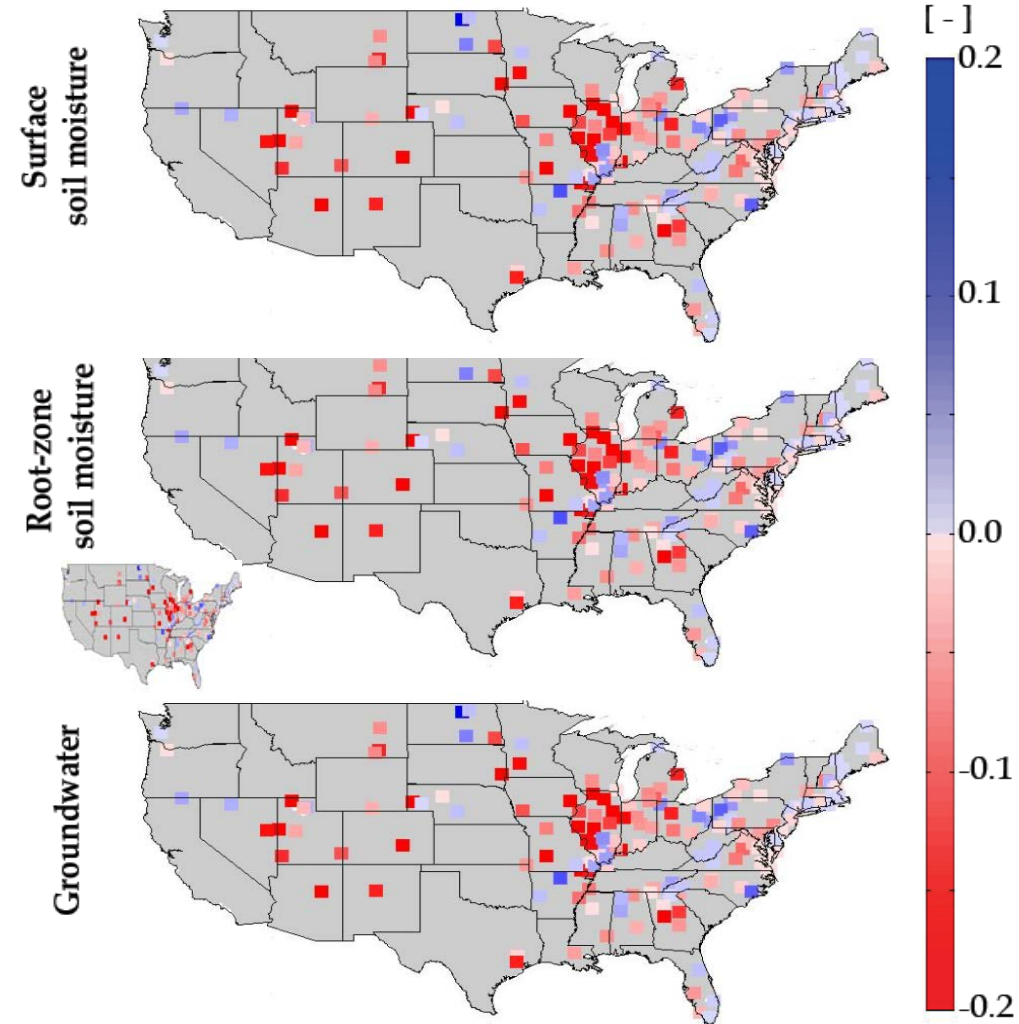 [ - ]
0.2
Surface
soil moisture
0.1
Root-zone
soil moisture
0.0
Groundwater
-0.1
-0.2